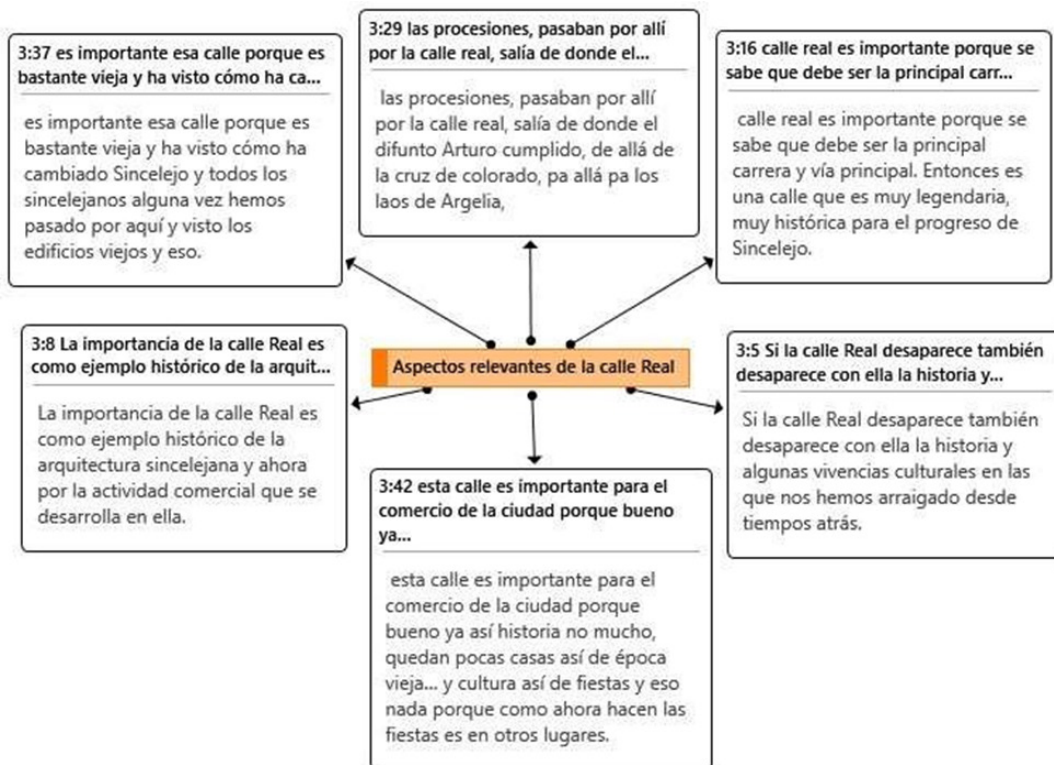 3:37 es importante esa calle porque es
bastante vieja y ha visto cómo ha ca...
es importante esa calle porque es
bastante vieja y ha visto cómo ha
cambiado Sincelejo y todos los
sincelejanos alguna vez hemos
pasado por aquí y visto los
edificios viejos y eso.
3:29 las procesiones, pasaban por allí
por la calle real, salía de donde el...
las procesiones, pasaban por allí
por la calle real, salía de donde el
difunto Arturo cumplido, de allá de
la cruz de colorado, pa allá pa los
laos de Argelia,
3:16 calle real es importante porque se
sabe que debe ser la principal carr...
calle real es importante porque se
sabe que debe ser la principal
carrera y vía principal. Entonces es
una calle que es muy legendaria,
muy histórica para el progreso de
Sincelejo.
3:8 La importancia de la calle Real es
como ejemplo histórico de la arquit...
La importancia de la calle Real es
como ejemplo histórico de la
arquitectura sincelejana y ahora
por la actividad comercial que se
desarrolla en ella.
Aspectos relevantes de la calle Real
3:5 Si la calle Real desaparece también
desaparece con ella la historia y...
Si la calle Real desaparece también
desaparece con ella la historia y
algunas vivencias culturales en las
que nos hemos arraigado desde
tiempos atrás.
3:42 esta calle es importante para el
comercio de la ciudad porque bueno
ya...
esta calle es importante para el
comercio de la ciudad porque
bueno ya así historia no mucho,
quedan pocas casas así de época
vieja... y cultura así de fiestas y eso
nada porque como ahora hacen las
fiestas es en otros lugares.